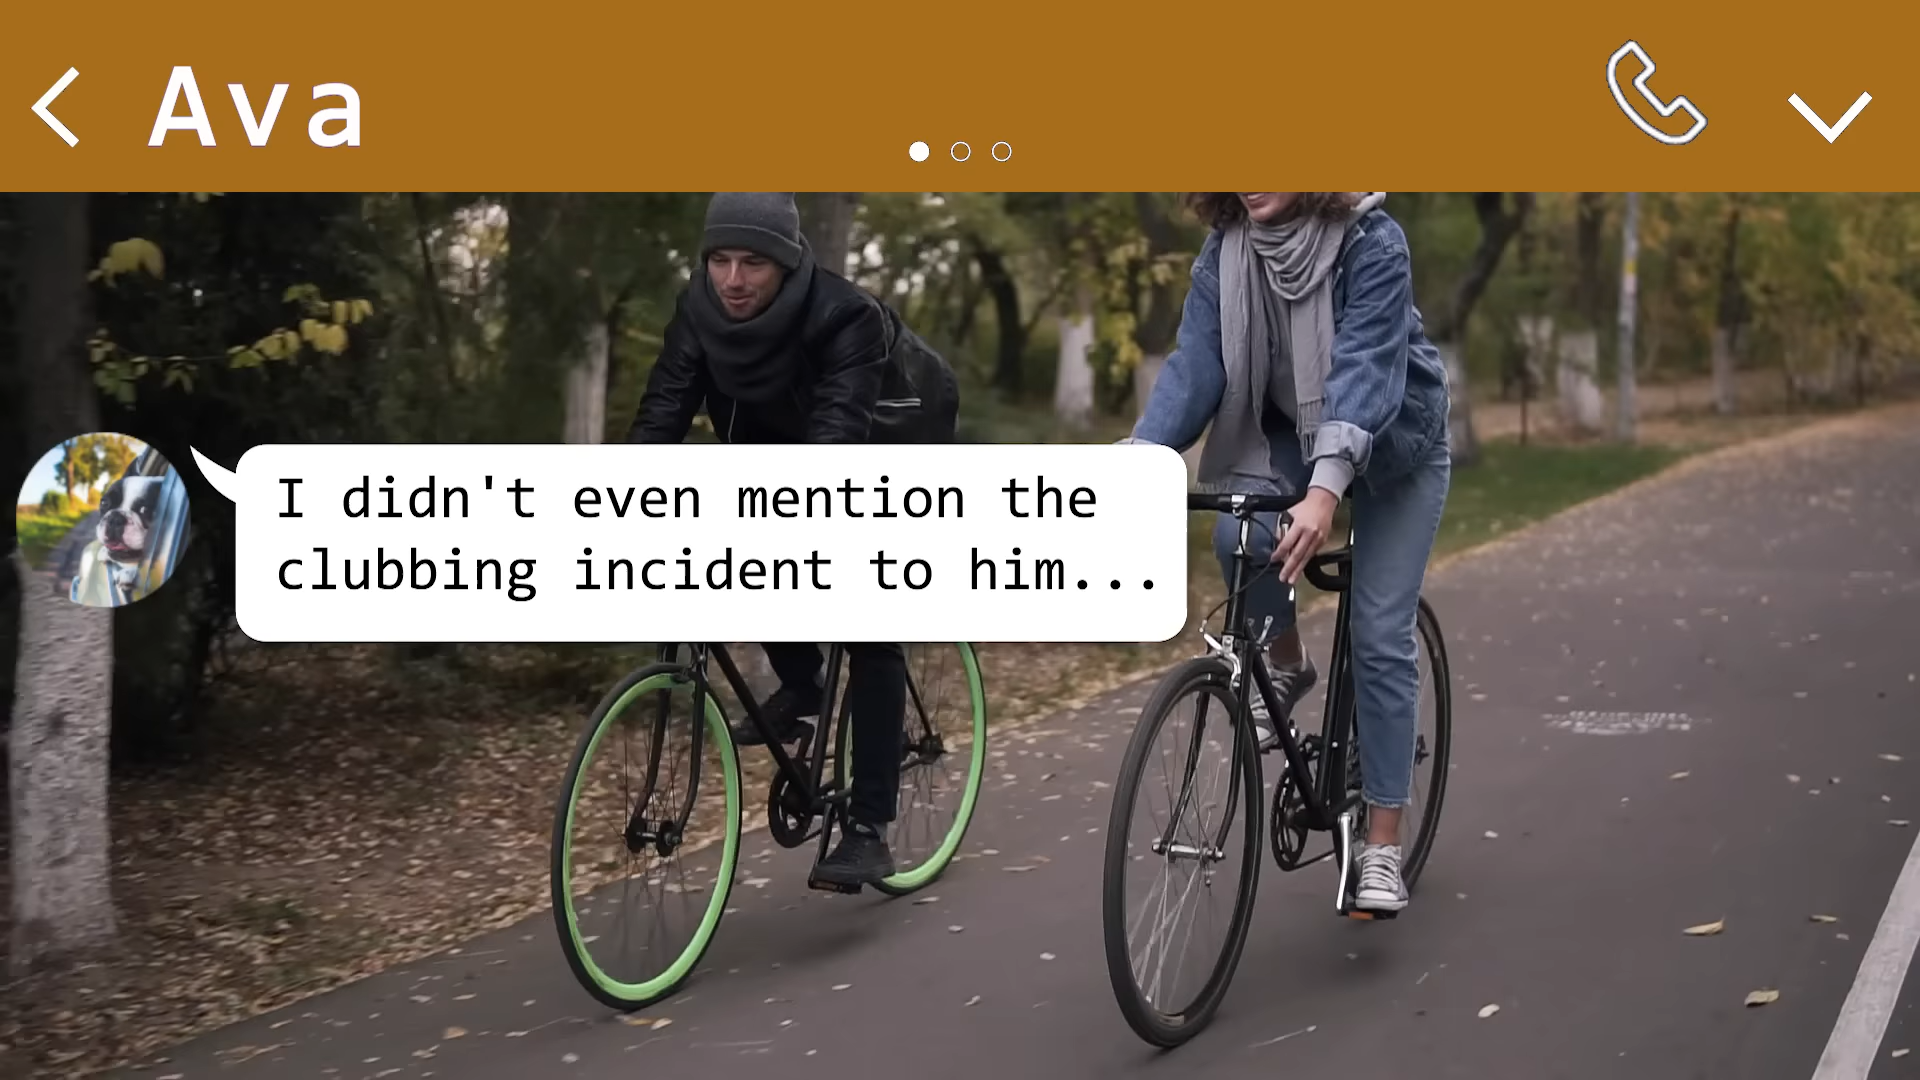 Ava
I didn't even mention the
clubbing incident to him...